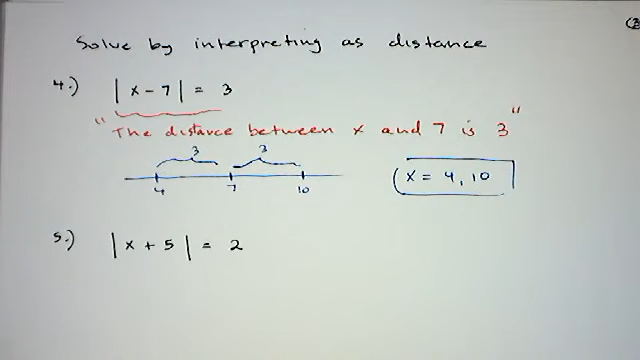 Solve by interpreting as distance
4.) |x - 7| = 3
"The distance between x and 7 is 3"
3 3
4 7 10
x = 4, 10
5.) |x + 5| = 2